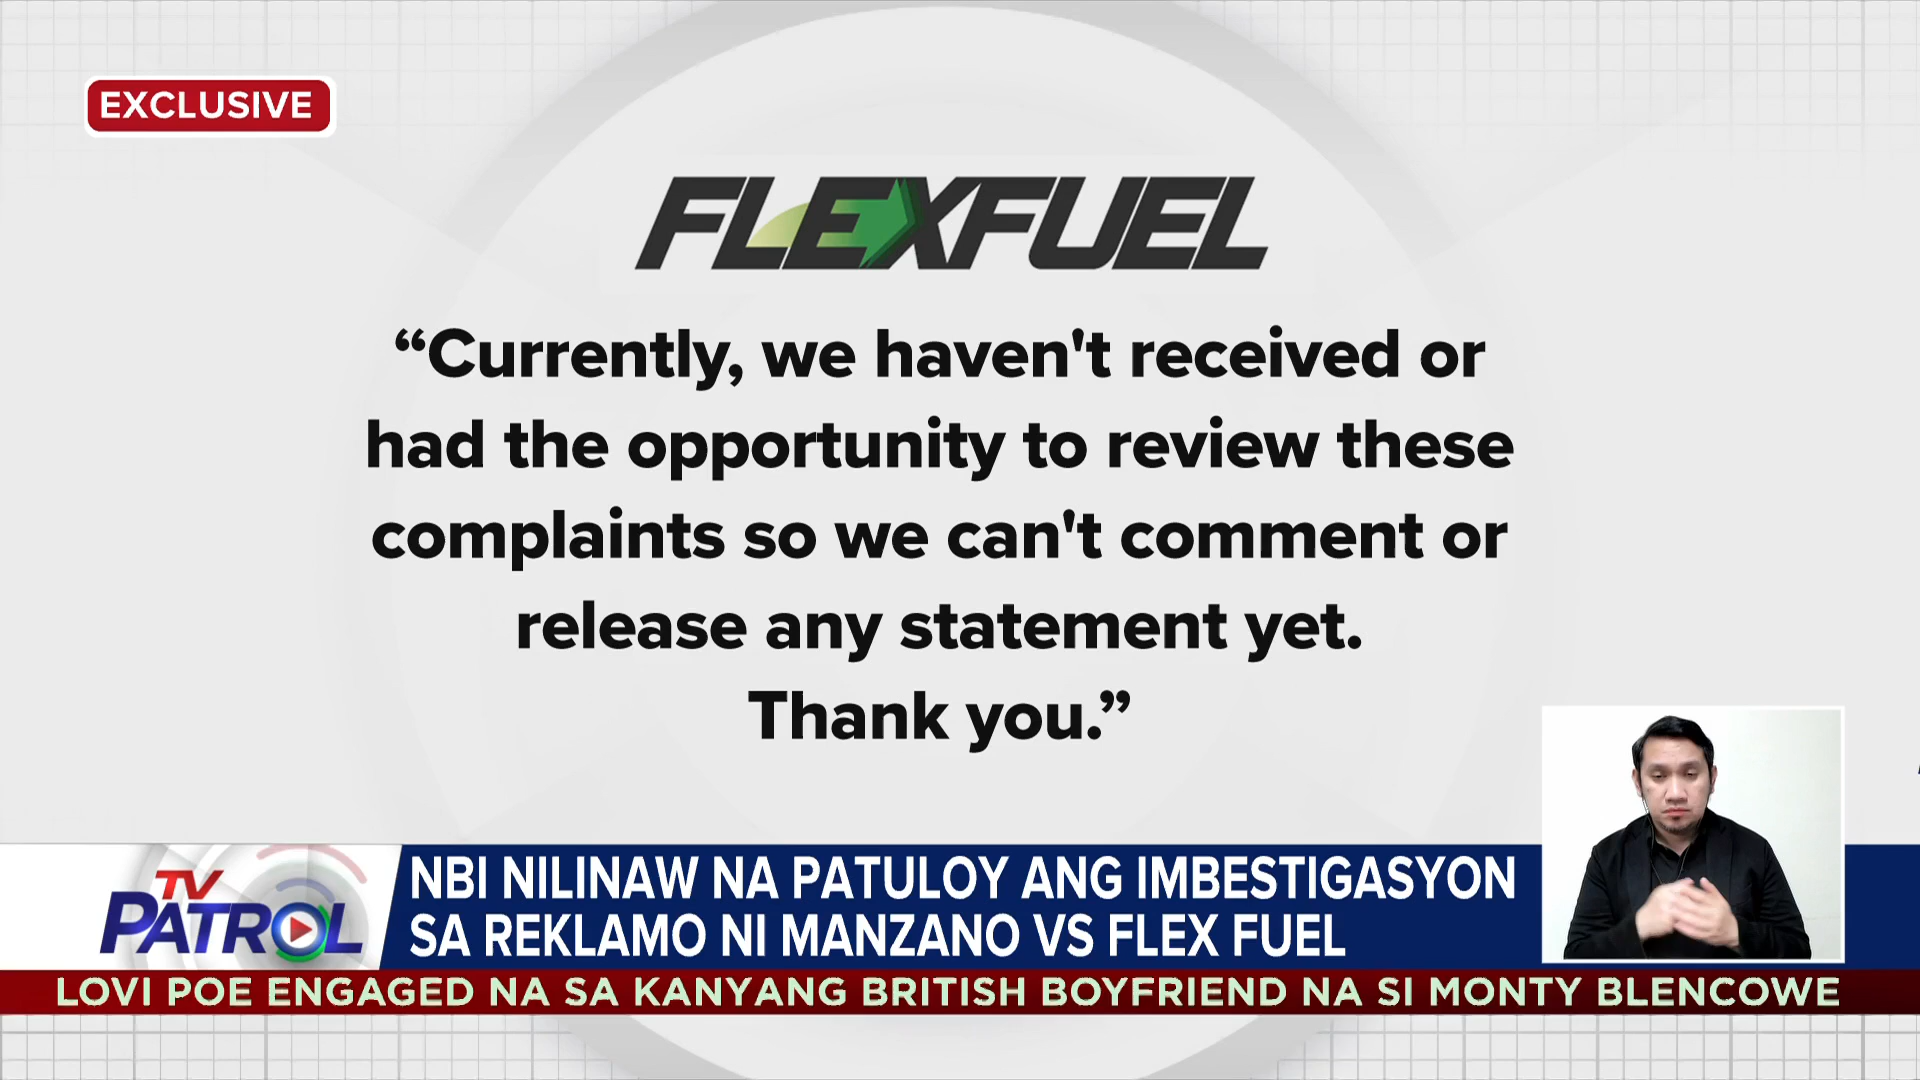 EXCLUSIVE
FLEXFUEL
“Currently, we haven't received or
had the opportunity to review these
complaints so we can't comment or
release any statement yet.
Thank you.”
TV
PATROL
NBI NILINAW NA PATULOY ANG IMBESTIGASYON
SA REKLAMO NI MANZANO VS FLEX FUEL
LOVI POE ENGAGED NA SA KANYANG BRITISH BOYFRIEND NA SI MONTY BLENCOWE